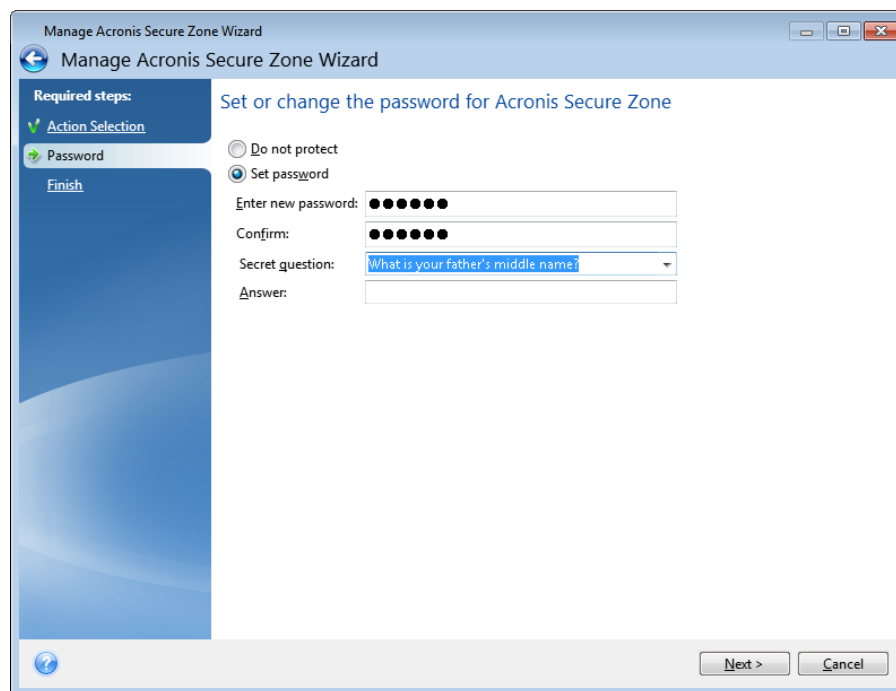 Manage Acronis Secure Zone Wizard
Manage Acronis Secure Zone Wizard
Required steps:
Action Selection
Password
Finish
Set or change the password for Acronis Secure Zone
Do not protect
Set password
Enter new password: ●●●●●●
Confirm: ●●●●●●
Secret question: What is your father's middle name?
Answer:
? Next > Cancel